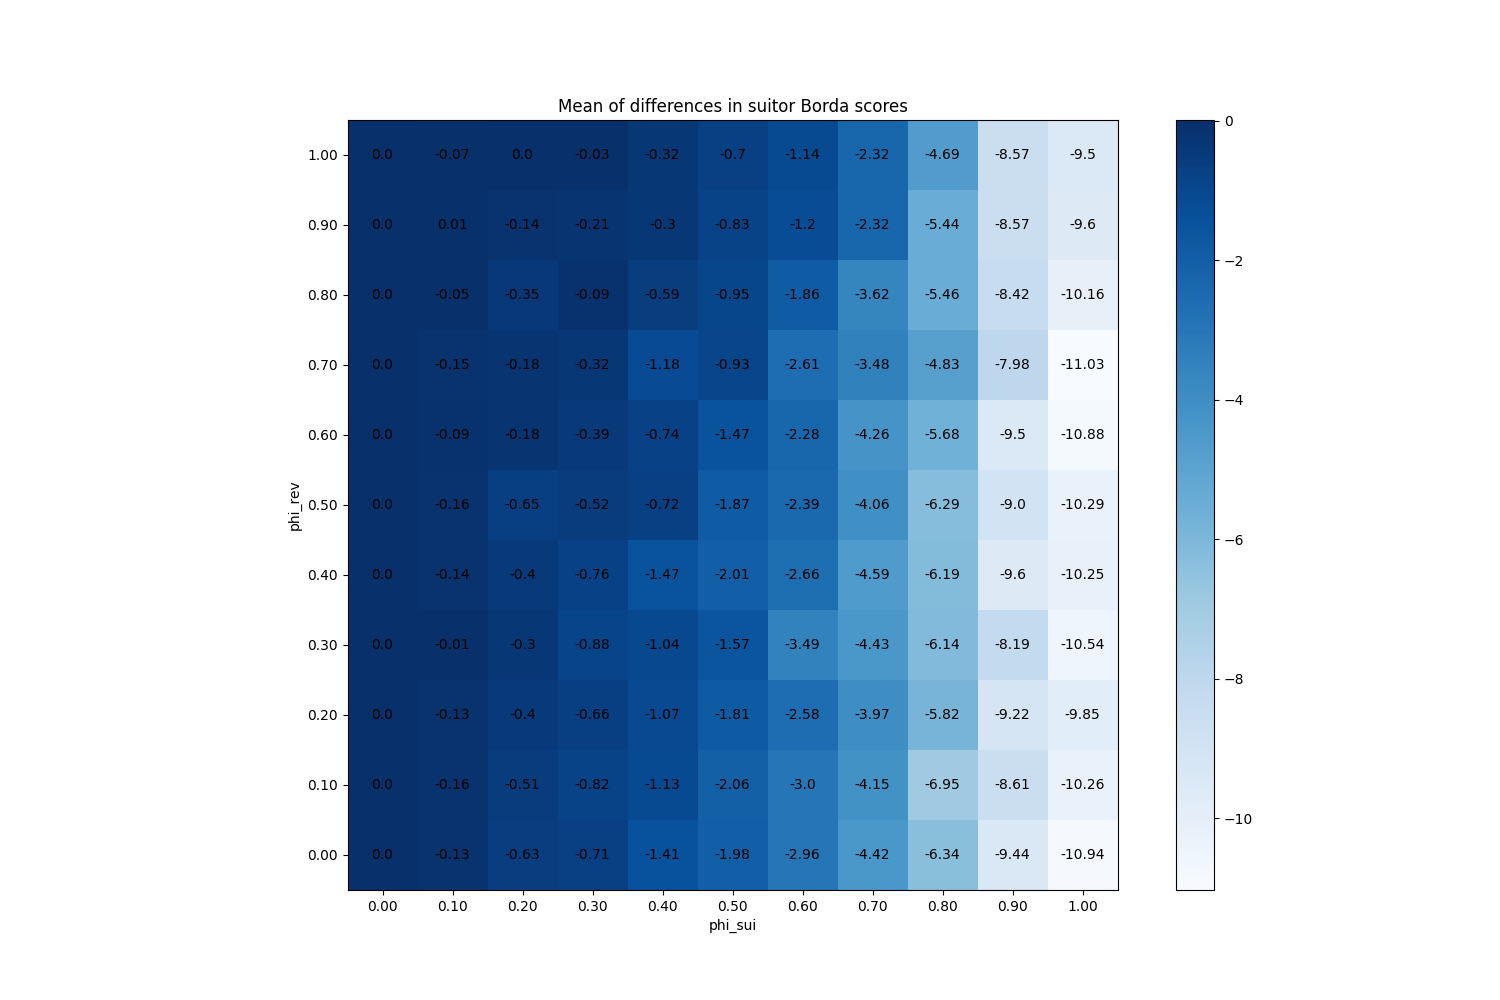 Mean of differences in suitor Borda scores
1.00 0.0 -0.07 0.0 -0.03 -0.32 -0.7 -1.14 -2.32 -4.69 -8.57 -9.5
0.90 0.0 0.01 -0.14 -0.21 -0.3 -0.83 -1.2 -2.32 -5.44 -8.57 -9.6
0.80 0.0 -0.05 -0.35 -0.09 -0.59 -0.95 -1.86 -3.62 -5.46 -8.42 -10.16
0.70 0.0 -0.15 -0.18 -0.32 -1.18 -0.93 -2.61 -3.48 -4.83 -7.98 -11.03
0.60 0.0 -0.09 -0.18 -0.39 -0.74 -1.47 -2.28 -4.26 -5.68 -9.5 -10.88
0.50 0.0 -0.16 -0.65 -0.52 -0.72 -1.87 -2.39 -4.06 -6.29 -9.0 -10.29
0.40 0.0 -0.14 -0.4 -0.76 -1.47 -2.01 -2.66 -4.59 -6.19 -9.6 -10.25
0.30 0.0 -0.01 -0.3 -0.88 -1.04 -1.57 -3.49 -4.43 -6.14 -8.19 -10.54
0.20 0.0 -0.13 -0.4 -0.66 -1.07 -1.81 -2.58 -3.97 -5.82 -9.22 -9.85
0.10 0.0 -0.16 -0.51 -0.82 -1.13 -2.06 -3.0 -4.15 -6.95 -8.61 -10.26
0.00 0.0 -0.13 -0.63 -0.71 -1.41 -1.98 -2.96 -4.42 -6.34 -9.44 -10.94
0.00 0.10 0.20 0.30 0.40 0.50 0.60 0.70 0.80 0.90 1.00
phi_sui
phi_rev
0
−2
−4
−6
−8
−10